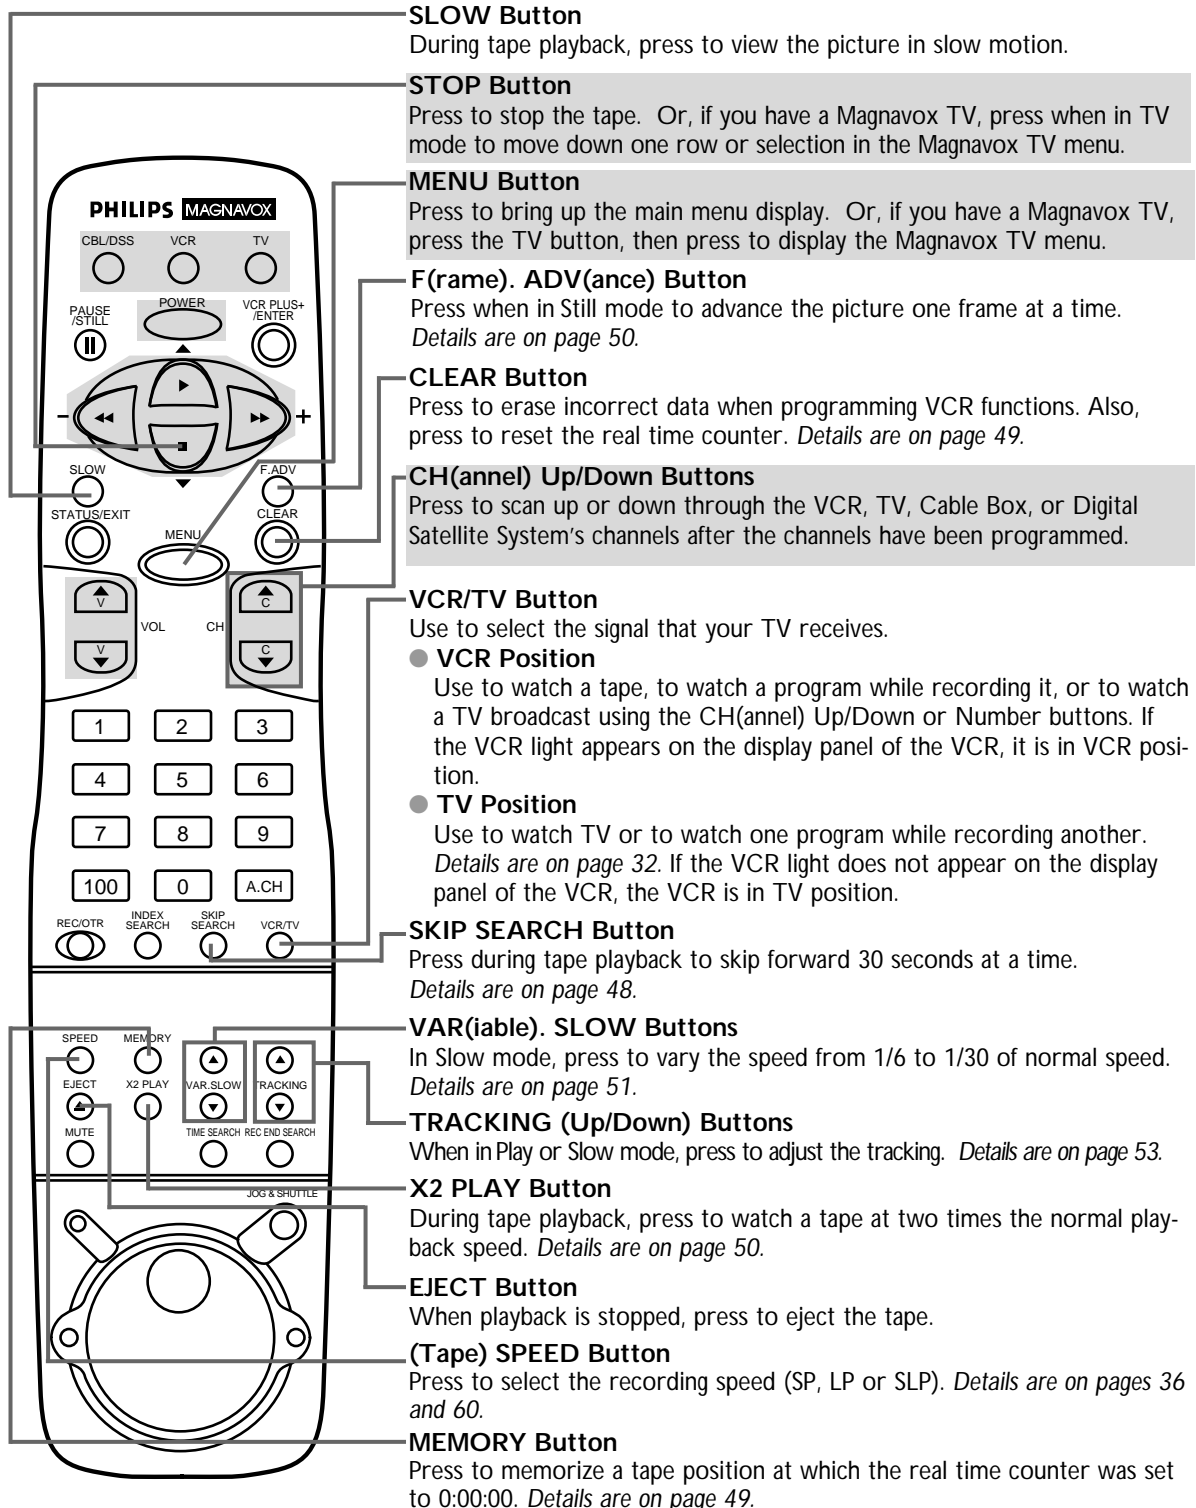 SLOW Button
During tape playback, press to view the picture in slow motion.
STOP Button
Press to stop the tape. Or, if you have a Magnavox TV, press when in TV
mode to move down one row or selection in the Magnavox TV menu.
MENU Button
Press to bring up the main menu display. Or, if you have a Magnavox TV,
press the TV button, then press to display the Magnavox TV menu.
F(rame). ADV(ance) Button
Press when in Still mode to advance the picture one frame at a time.
Details are on page 50.
CLEAR Button
Press to erase incorrect data when programming VCR functions. Also,
press to reset the real time counter. Details are on page 49.
CH(annel) Up/Down Buttons
Press to scan up or down through the VCR, TV, Cable Box, or Digital
Satellite System's channels after the channels have been programmed.
VCR/TV Button
Use to select the signal that your TV receives.
● VCR Position
Use to watch a tape, to watch a program while recording it, or to watch
a TV broadcast using the CH(annel) Up/Down or Number buttons. If
the VCR light appears on the display panel of the VCR, it is in VCR posi-
tion.
● TV Position
Use to watch TV or to watch one program while recording another.
Details are on page 32. If the VCR light does not appear on the display
panel of the VCR, the VCR is in TV position.
SKIP SEARCH Button
Press during tape playback to skip forward 30 seconds at a time.
Details are on page 48.
VAR(iable). SLOW Buttons
In Slow mode, press to vary the speed from 1/6 to 1/30 of normal speed.
Details are on page 51.
TRACKING (Up/Down) Buttons
When in Play or Slow mode, press to adjust the tracking. Details are on page 53.
X2 PLAY Button
During tape playback, press to watch a tape at two times the normal play-
back speed. Details are on page 50.
EJECT Button
When playback is stopped, press to eject the tape.
(Tape) SPEED Button
Press to select the recording speed (SP, LP or SLP). Details are on pages 36
and 60.
MEMORY Button
Press to memorize a tape position at which the real time counter was set
to 0:00:00. Details are on page 49.
PHILIPS MAGNAVOX
CBL/DSS VCR TV
PAUSE
/STILL
POWER
VCR PLUS+
/ENTER
– +
SLOW F.ADV
STATUS/EXIT CLEAR
MENU
V C
VOL CH
V C
1 2 3
4 5 6
7 8 9
100 0 A.CH
REC/OTR
INDEX
SEARCH
SKIP
SEARCH
VCR/TV
SPEED MEMORY
EJECT X2 PLAY VAR.SLOW TRACKING
MUTE TIME SEARCH REC END SEARCH
JOG & SHUTTLE